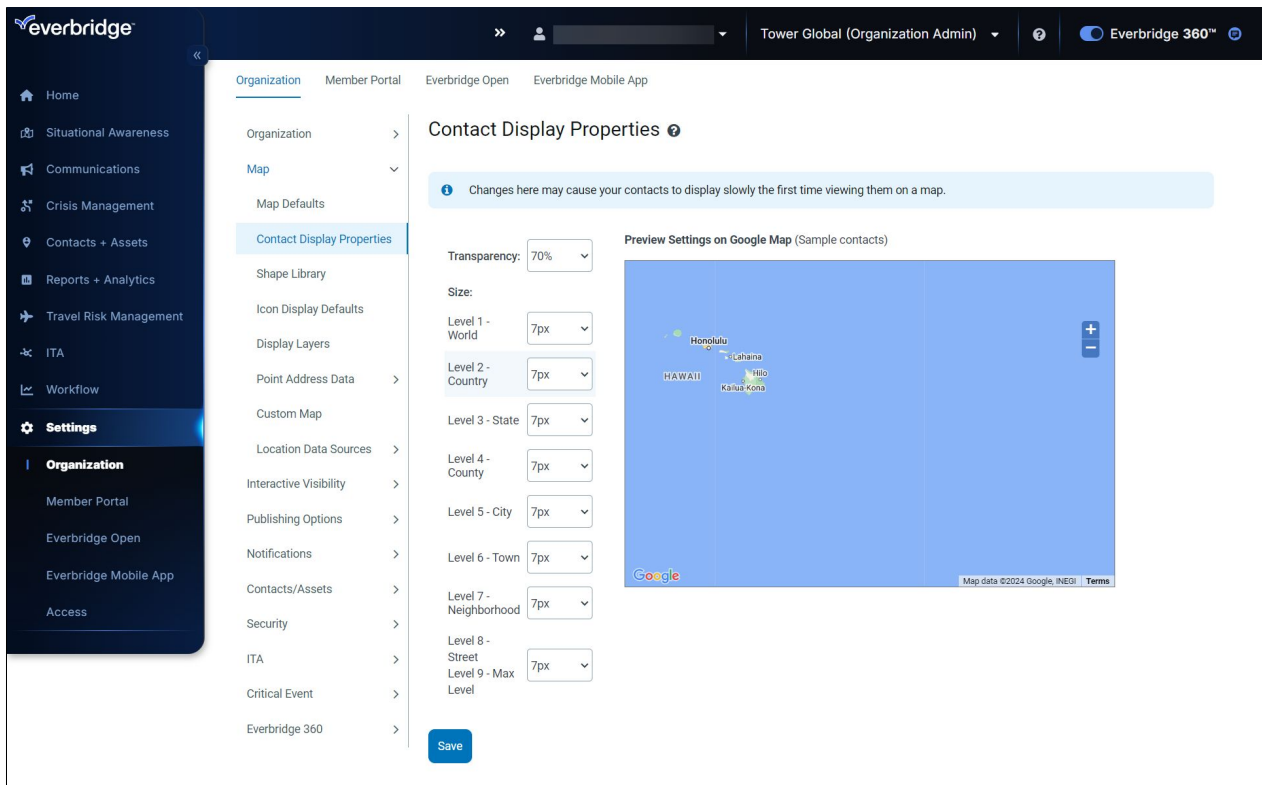 everbridge
Tower Global (Organization Admin)
Everbridge 360™
Home
Situational Awareness
Communications
Crisis Management
Contacts + Assets
Reports + Analytics
Travel Risk Management
ITA
Workflow
Settings
Organization
Member Portal
Everbridge Open
Everbridge Mobile App
Access
Organization Member Portal Everbridge Open Everbridge Mobile App
Organization
Map
Map Defaults
Contact Display Properties
Shape Library
Icon Display Defaults
Display Layers
Point Address Data
Custom Map
Location Data Sources
Interactive Visibility
Publishing Options
Notifications
Contacts/Assets
Security
ITA
Critical Event
Everbridge 360
Contact Display Properties
Changes here may cause your contacts to display slowly the first time viewing them on a map.
Transparency: 70%
Size:
Level 1 -
World 7px
Level 2 -
Country 7px
Level 3 - State 7px
Level 4 -
County 7px
Level 5 - City 7px
Level 6 - Town 7px
Level 7 -
Neighborhood 7px
Level 8 -
Street
Level 9 - Max
Level 7px
Save
Preview Settings on Google Map (Sample contacts)
Honolulu
Lahaina
HAWAII
Hilo
Kailua-Kona
Google
Map data ©2024 Google, INEGI Terms